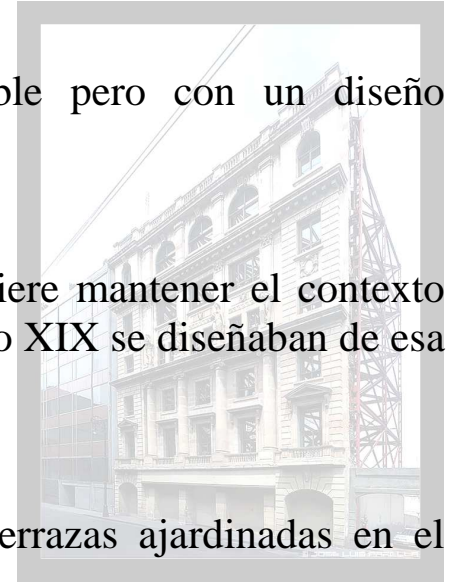 ble pero con un diseño
iere mantener el contexto
o XIX se diseñaban de esa
errazas ajardinadas en el